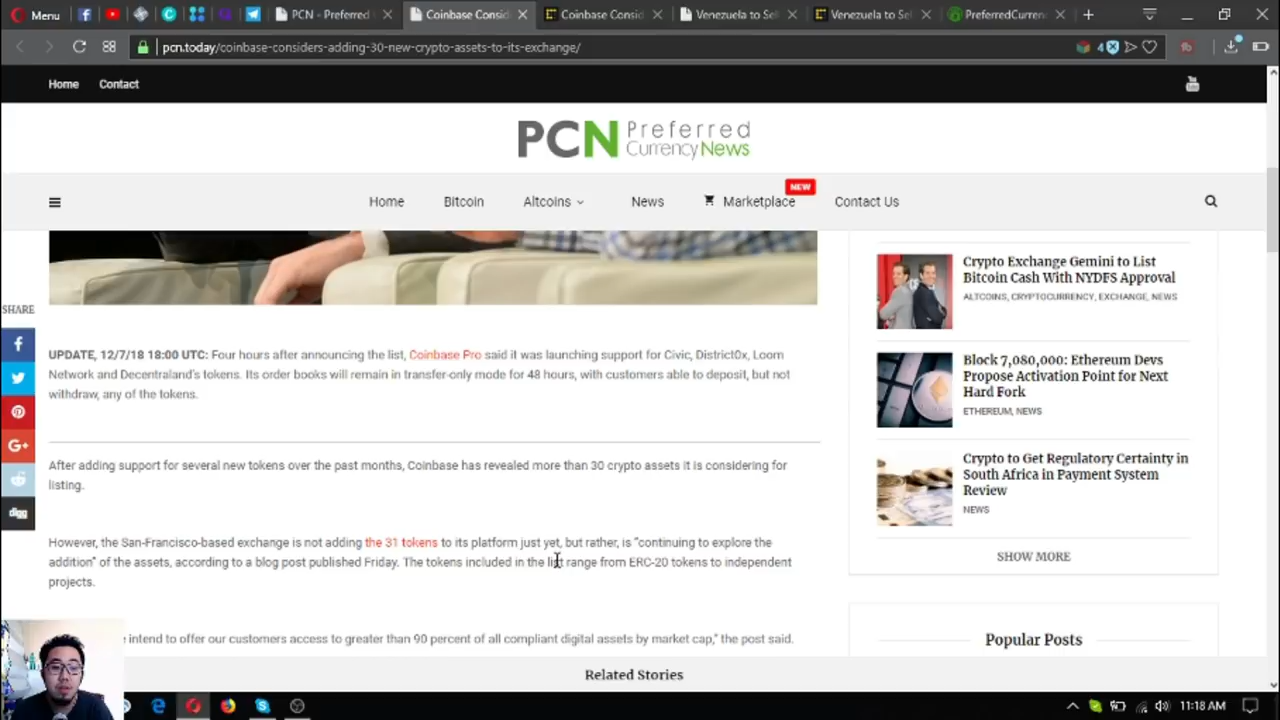 Menu
PCN - Preferred
Coinbase Consid
Coinbase Consid
Venezuela to Sel
Venezuela to Sel
PreferredCurren
pcn.today/coinbase-considers-adding-30-new-crypto-assets-to-its-exchange/
4
Home
Contact
You
Tube
PCN Preferred
CurrencyNews
NEW
Home
Bitcoin
Altcoins
News
Marketplace
Contact Us
SHARE
UPDATE, 12/7/18 18:00 UTC: Four hours after announcing the list, Coinbase Pro said it was launching support for Civic, District0x, Loom
Network and Decentraland's tokens. Its order books will remain in transfer-only mode for 48 hours, with customers able to deposit, but not
withdraw, any of the tokens.
After adding support for several new tokens over the past months, Coinbase has revealed more than 30 crypto assets it is considering for
listing.
However, the San-Francisco-based exchange is not adding the 31 tokens to its platform just yet, but rather, is “continuing to explore the
addition” of the assets, according to a blog post published Friday. The tokens included in the list range from ERC-20 tokens to independent
projects.
intend to offer our customers access to greater than 90 percent of all compliant digital assets by market cap,” the post said.
digg
Crypto Exchange Gemini to List
Bitcoin Cash With NYDFS Approval
ALTCOINS, CRYPTOCURRENCY, EXCHANGE, NEWS
Block 7,080,000: Ethereum Devs
Propose Activation Point for Next
Hard Fork
ETHEREUM, NEWS
Crypto to Get Regulatory Certainty in
South Africa in Payment System
Review
NEWS
SHOW MORE
Popular Posts
Related Stories
11:18 AM